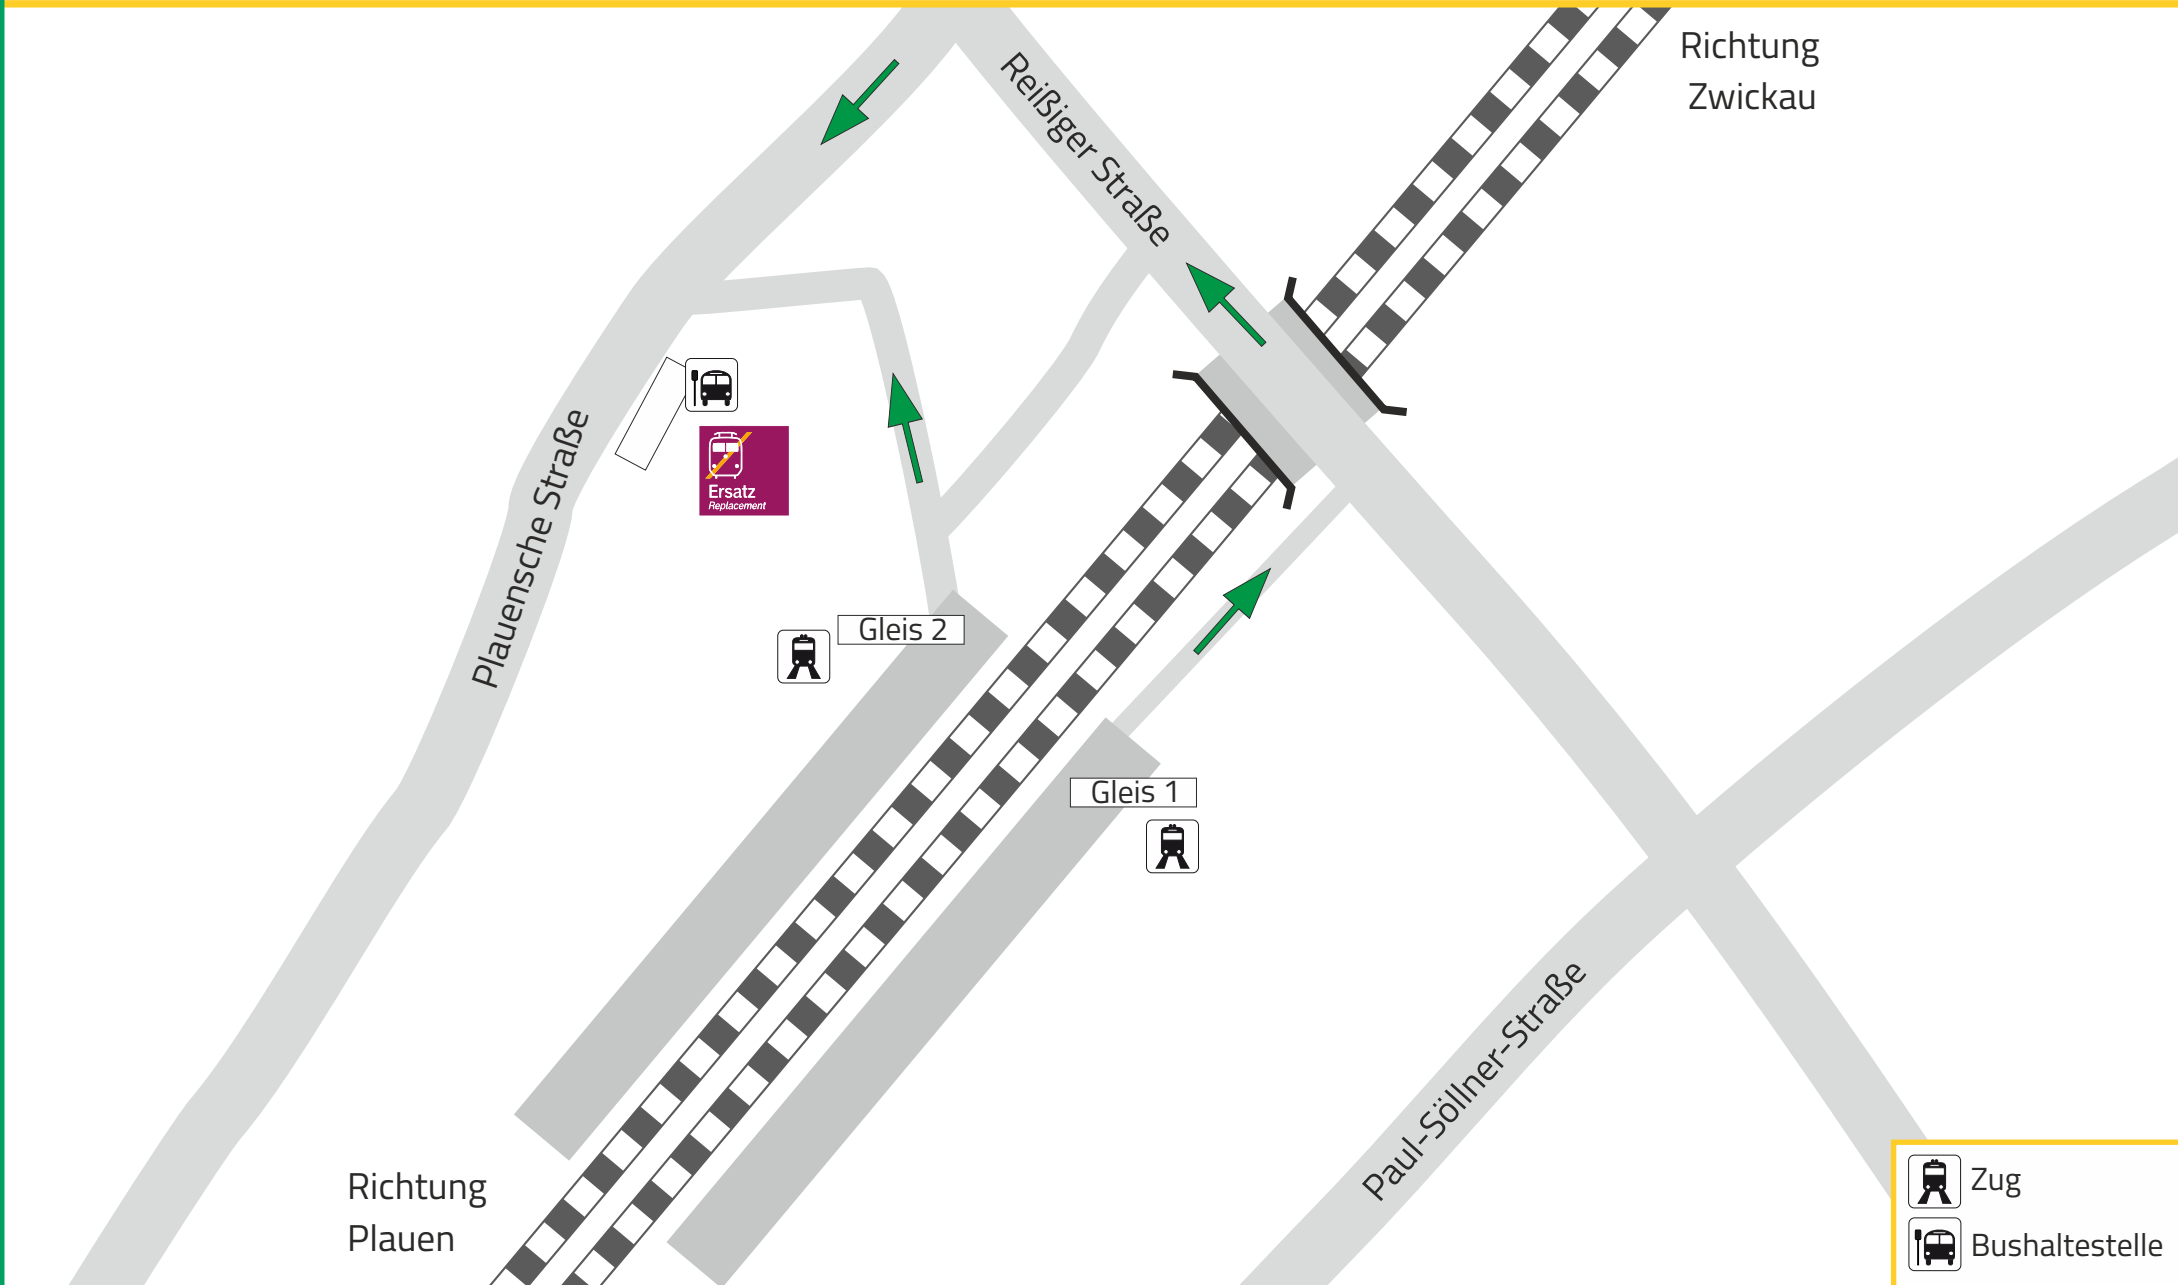 Richtung
Zwickau
Reißiger Straße
Plauensche Straße
Ersatz
Replacement
Gleis 2
Gleis 1
Paul-Söllner-Straße
Richtung
Plauen
Zug
Bushaltestelle